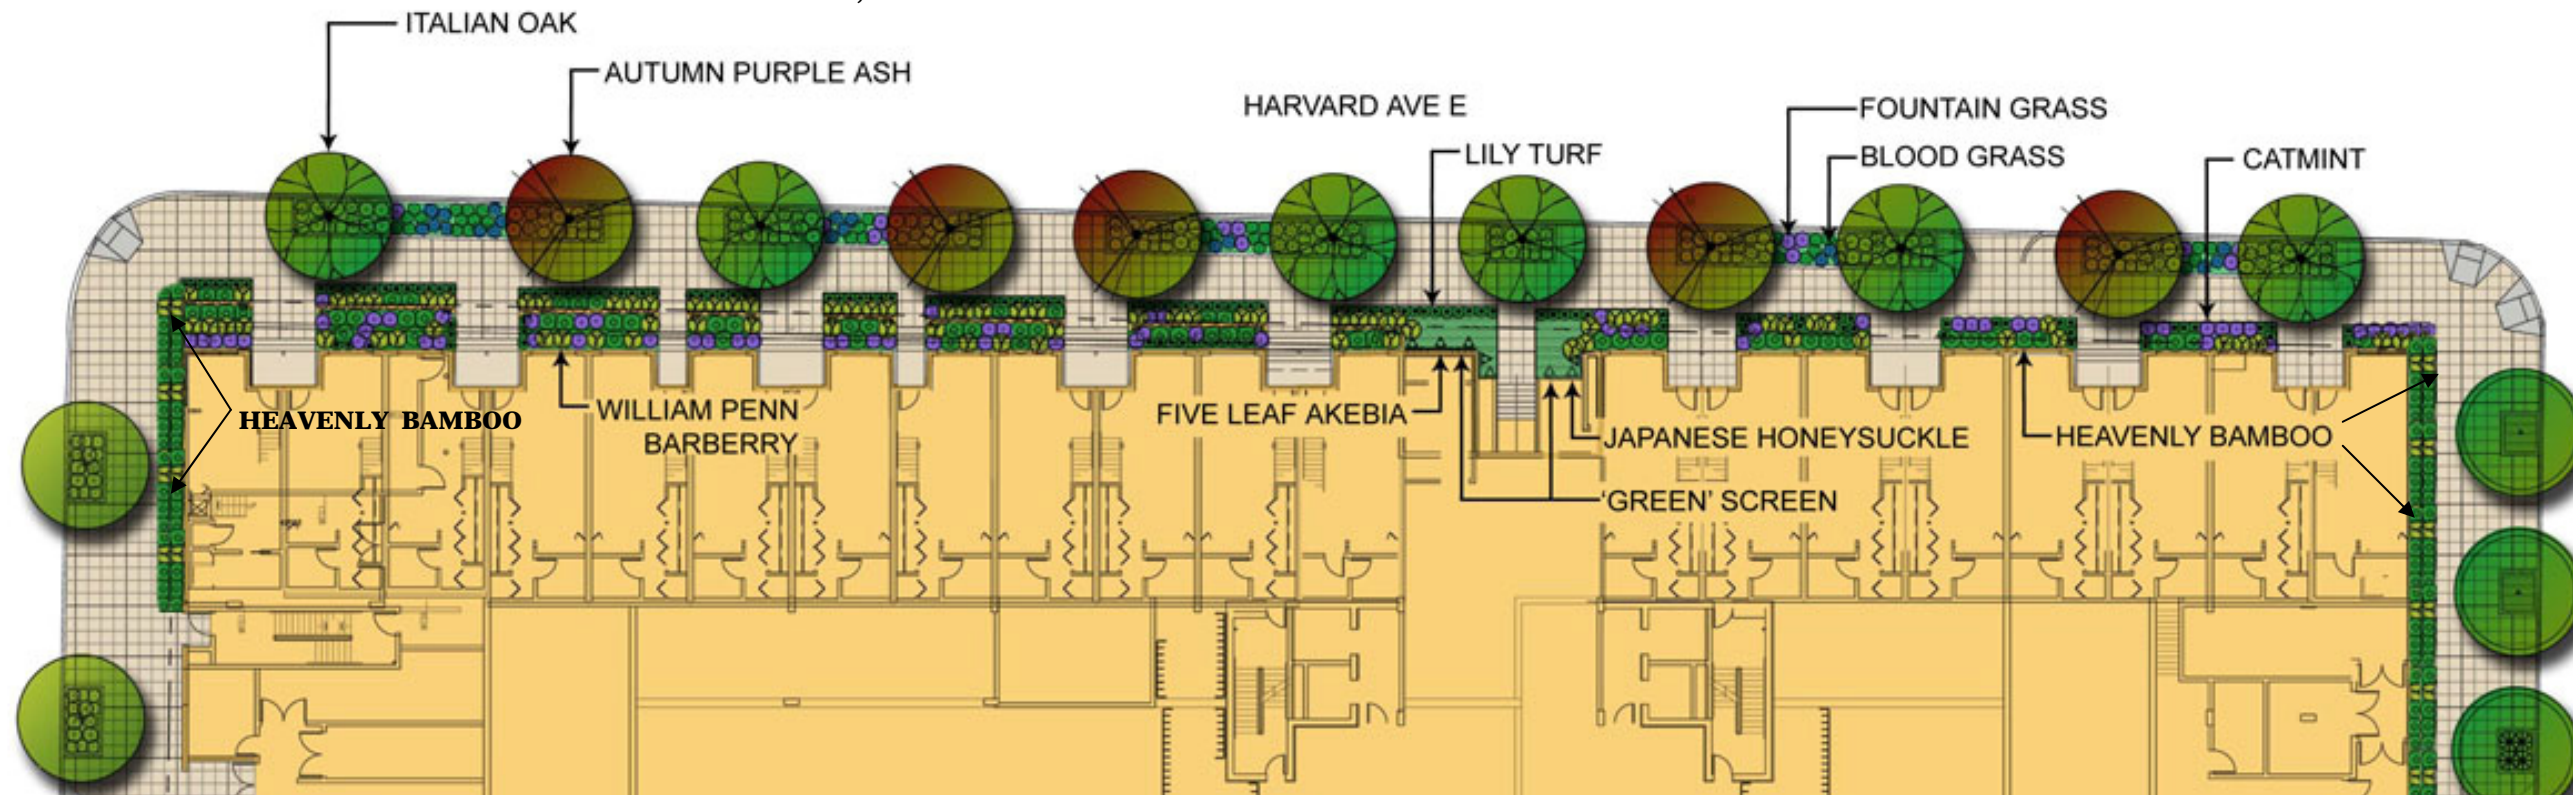 ITALIAN OAK
AUTUMN PURPLE ASH
HARVARD AVE E
FOUNTAIN GRASS
LILY TURF
BLOOD GRASS
CATMINT
HEAVENLY BAMBOO
WILLIAM PENN
BARBERRY
FIVE LEAF AKEBIA
JAPANESE HONEYSUCKLE
HEAVENLY BAMBOO
'GREEN' SCREEN